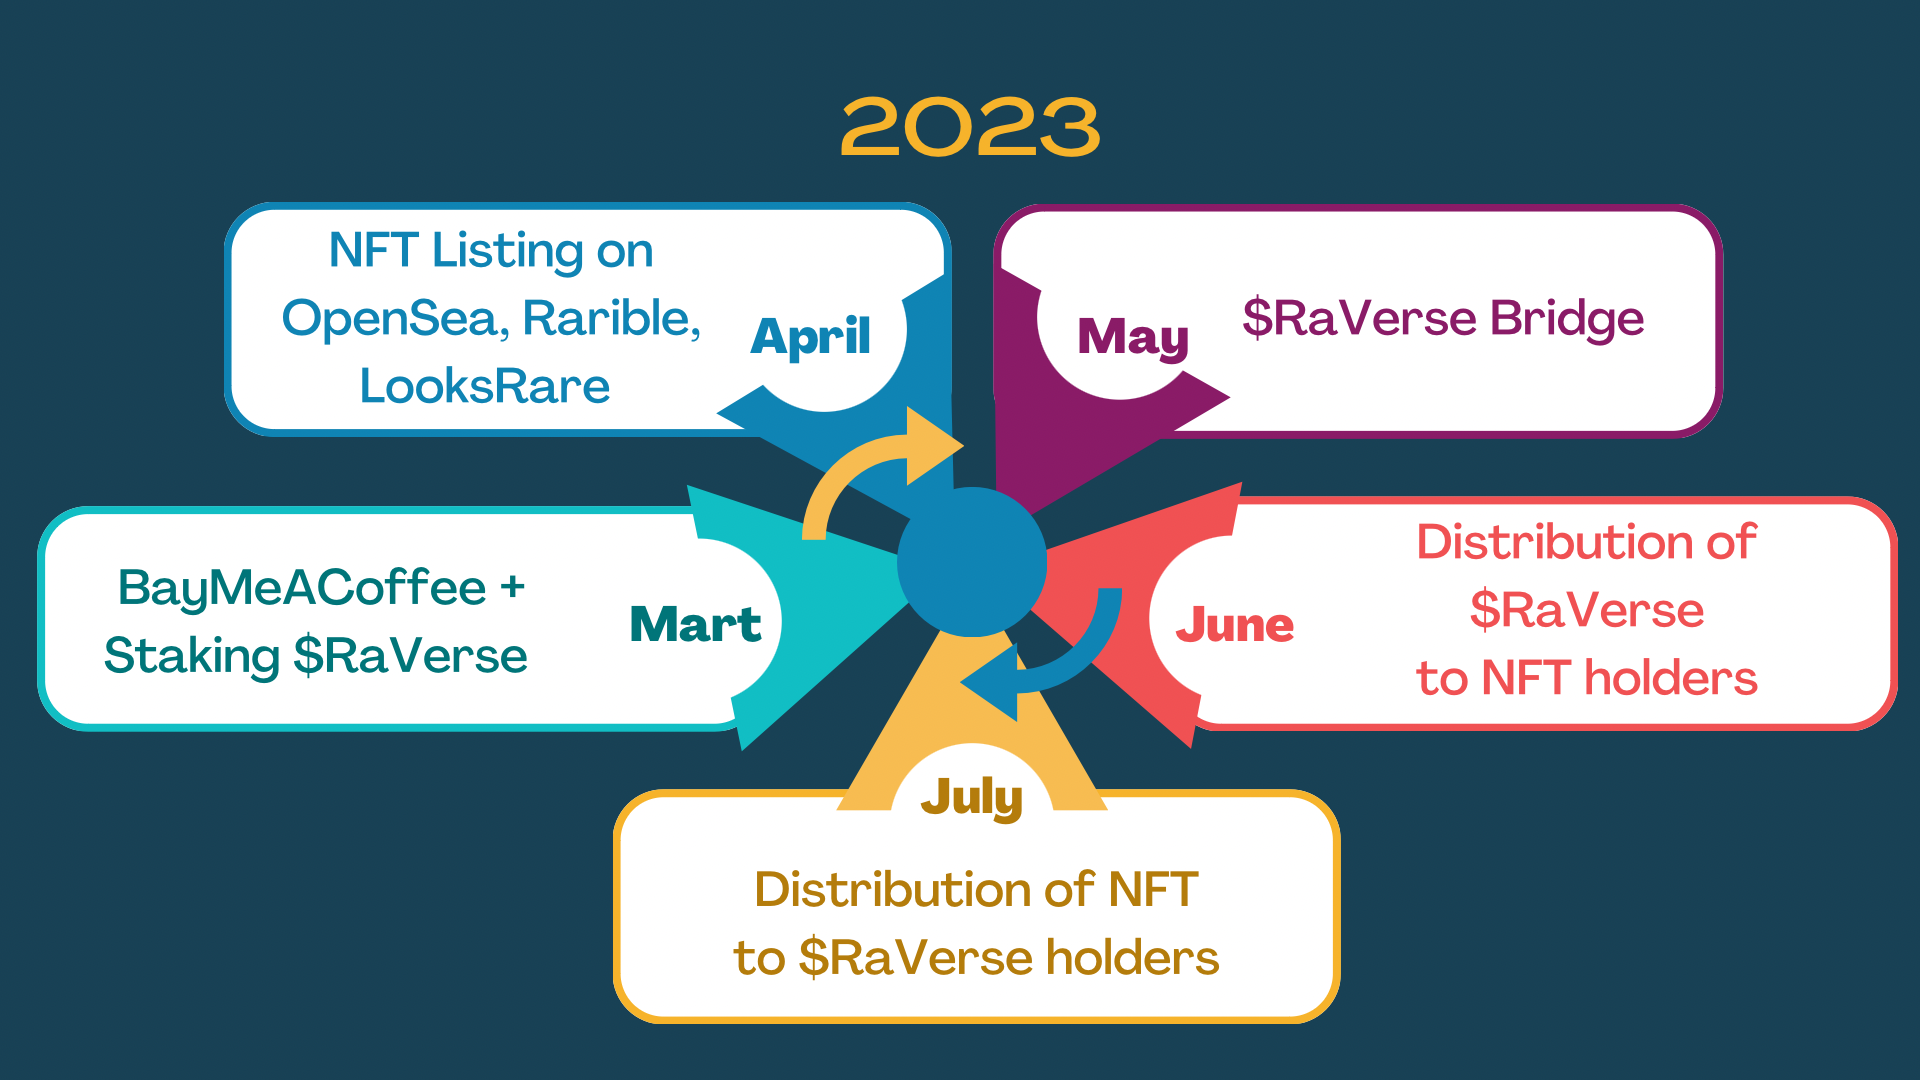 2023
NFT Listing on
OpenSea, Rarible,
LooksRare
April
May
$RaVerse Bridge
BayMeACoffee +
Staking $RaVerse
Mart
June
Distribution of
$RaVerse
to NFT holders
July
Distribution of NFT
to $RaVerse holders